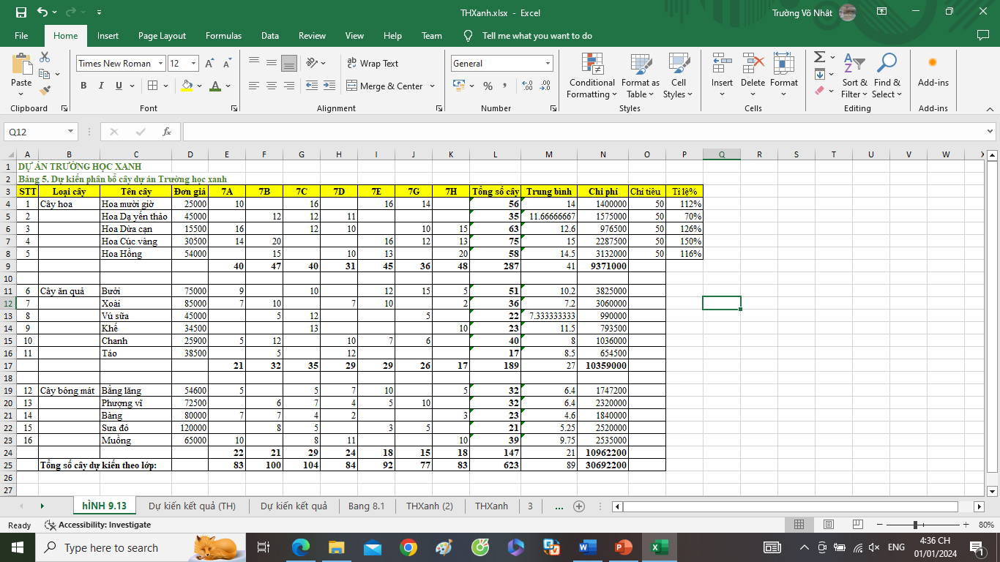 THXanh.xlsx - Excel
Trường Võ Nhất
File Home Insert Page Layout Formulas Data Review View Help Team Tell me what you want to do
Times New Roman 12 Wrap Text General
Paste B I U Merge & Center % , Conditional Formatting Format as Table Cell Styles Insert Delete Format Sort & Filter Find & Select Add-ins
Clipboard Font Alignment Number Styles Cells Editing Add-ins
Q12 fx
A B C D E F G H I J K L M N O P Q R S T U V W X
1 DỰ ÁN TRƯỜNG HỌC XANH
2 Bảng 5. Dự kiến phân bổ cây dự án Trường học xanh
3 STT Loại cây Tên cây Đơn giá 7A 7B 7C 7D 7E 7G 7H Tổng số cây Trung bình Chi phí Chỉ tiêu Tỉ lệ%
4 1 Cây hoa Hoa mười giờ 25000 10 16 16 14 56 14 1400000 50 112%
5 2 Hoa Dạ yến thảo 45000 12 12 11 35 11.66666667 1575000 50 70%
6 3 Hoa Dừa cạn 15500 16 12 10 10 15 63 12.6 976500 50 126%
7 4 Hoa Cúc vàng 30500 14 20 16 12 13 75 15 2287500 50 150%
8 5 Hoa Hồng 54000 15 10 13 20 58 14.5 3132000 50 116%
9 40 47 40 31 45 36 48 287 41 9371000
10
11 6 Cây ăn quả Bưởi 75000 9 10 12 15 5 51 10.2 3825000
12 7 Xoài 85000 7 10 7 10 2 36 7.2 3060000
13 8 Vú sữa 45000 5 12 5 22 7.333333333 990000
14 9 Khế 34500 13 10 23 11.5 793500
15 10 Chanh 25900 5 12 10 7 6 40 8 1036000
16 11 Táo 38500 5 12 17 8.5 654500
17 21 32 35 29 29 26 17 189 27 10359000
18
19 12 Cây bóng mát Bằng lăng 54600 5 5 7 10 5 32 6.4 1747200
20 13 Phượng vĩ 72500 6 7 4 5 10 32 6.4 2320000
21 14 Bàng 80000 7 7 4 2 3 23 4.6 1840000
22 15 Sưa đỏ 120000 8 5 3 5 21 5.25 2520000
23 16 Muồng 65000 10 8 11 10 39 9.75 2535000
24 22 21 29 24 18 15 18 147 21 10962200
25 Tổng số cây dự kiến theo lớp: 83 100 104 84 92 77 83 623 89 30692200
26
27
hÌNH 9.13 Dự kiến kết quả (TH) Dự kiến kết quả Bang 8.1 THXanh (2) THXanh 3 ...
Ready Accessibility: Investigate 80%
Type here to search ENG 4:36 CH
01/01/2024 1